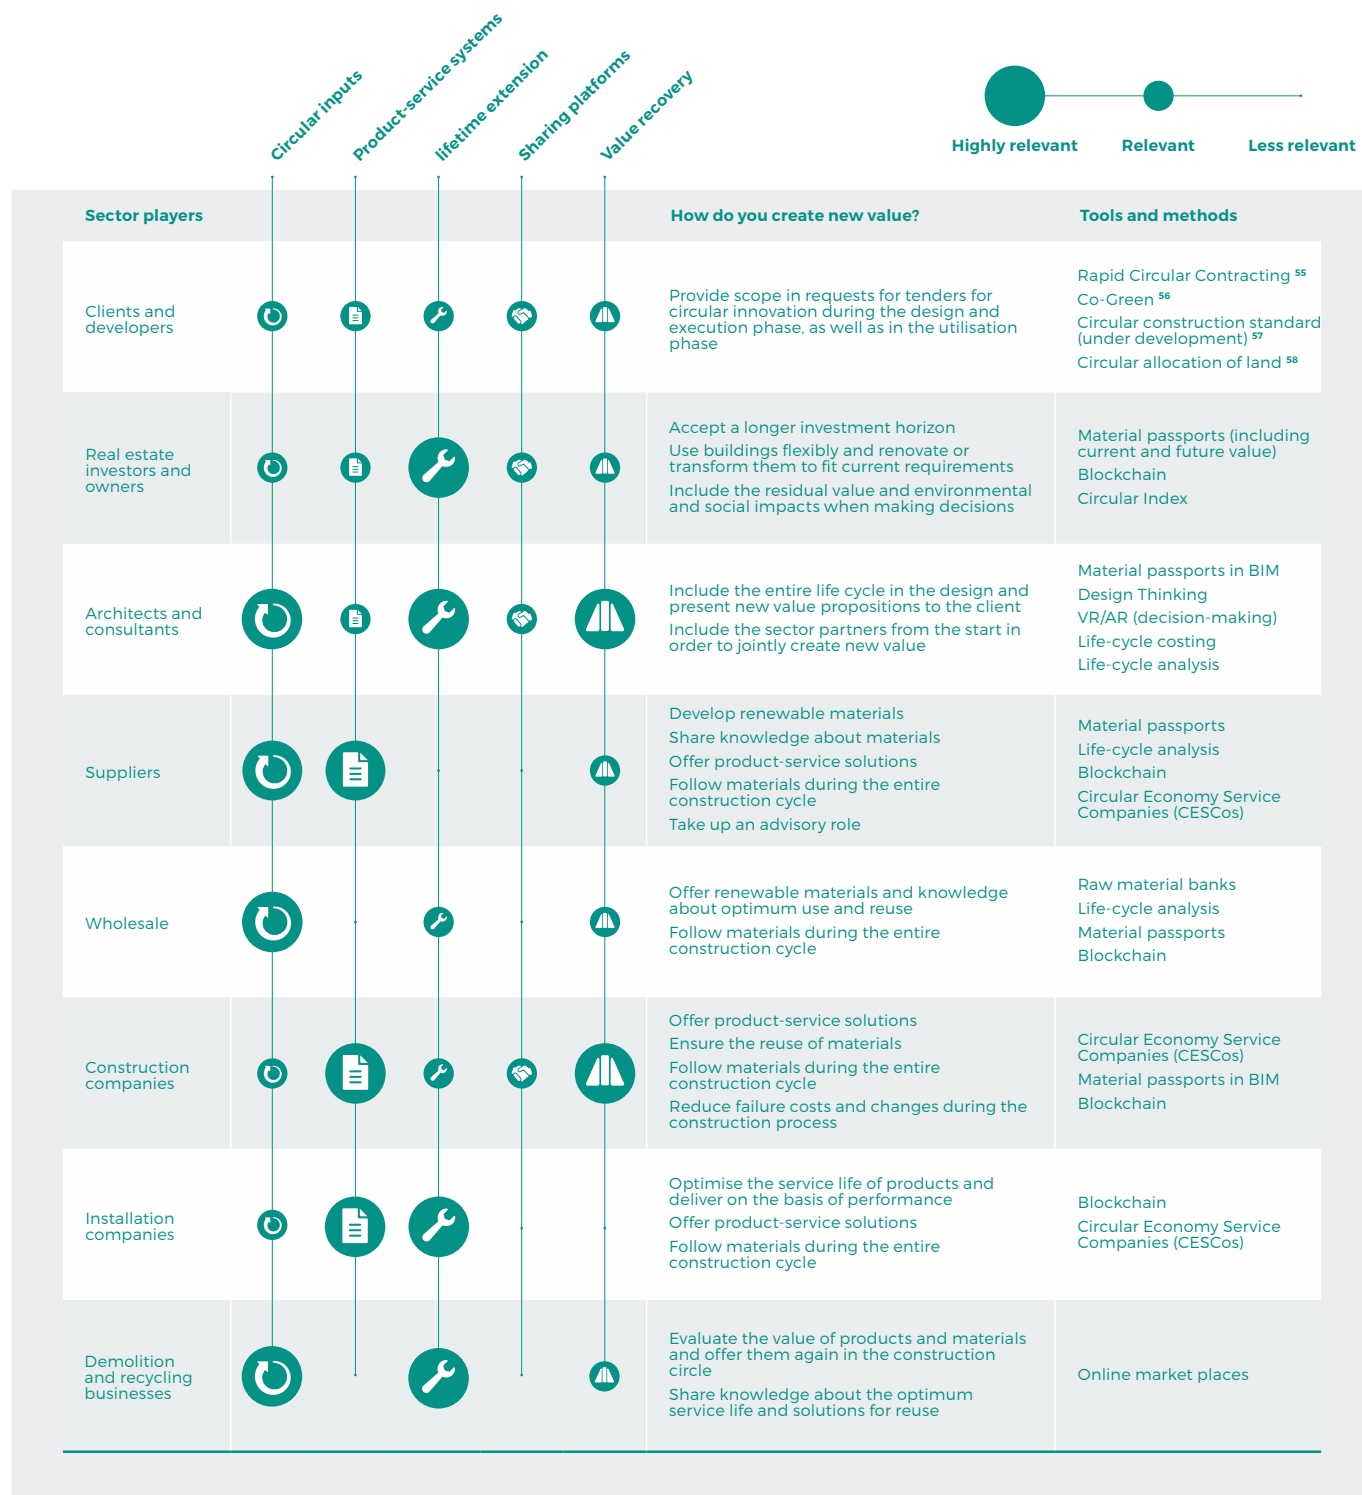 Circular inputs
Product-service systems
lifetime extension
Sharing platforms
Value recovery
Highly relevant
Relevant
Less relevant
Sector players
How do you create new value?
Tools and methods
Clients and
developers
Provide scope in requests for tenders for
circular innovation during the design and
execution phase, as well as in the utilisation
phase
Rapid Circular Contracting 55
Co-Green 56
Circular construction standard
(under development) 57
Circular allocation of land 58
Real estate
investors and
owners
Accept a longer investment horizon
Use buildings flexibly and renovate or
transform them to fit current requirements
Include the residual value and environmental
and social impacts when making decisions
Material passports (including
current and future value)
Blockchain
Circular Index
Architects and
consultants
Include the entire life cycle in the design and
present new value propositions to the client
Include the sector partners from the start in
order to jointly create new value
Material passports in BIM
Design Thinking
VR/AR (decision-making)
Life-cycle costing
Life-cycle analysis
Suppliers
Develop renewable materials
Share knowledge about materials
Offer product-service solutions
Follow materials during the entire
construction cycle
Take up an advisory role
Material passports
Life-cycle analysis
Blockchain
Circular Economy Service
Companies (CESCos)
Wholesale
Offer renewable materials and knowledge
about optimum use and reuse
Follow materials during the entire
construction cycle
Raw material banks
Life-cycle analysis
Material passports
Blockchain
Construction
companies
Offer product-service solutions
Ensure the reuse of materials
Follow materials during the entire
construction cycle
Reduce failure costs and changes during the
construction process
Circular Economy Service
Companies (CESCos)
Material passports in BIM
Blockchain
Installation
companies
Optimise the service life of products and
deliver on the basis of performance
Offer product-service solutions
Follow materials during the entire
construction cycle
Blockchain
Circular Economy Service
Companies (CESCos)
Demolition
and recycling
businesses
Evaluate the value of products and materials
and offer them again in the construction
circle
Share knowledge about the optimum
service life and solutions for reuse
Online market places